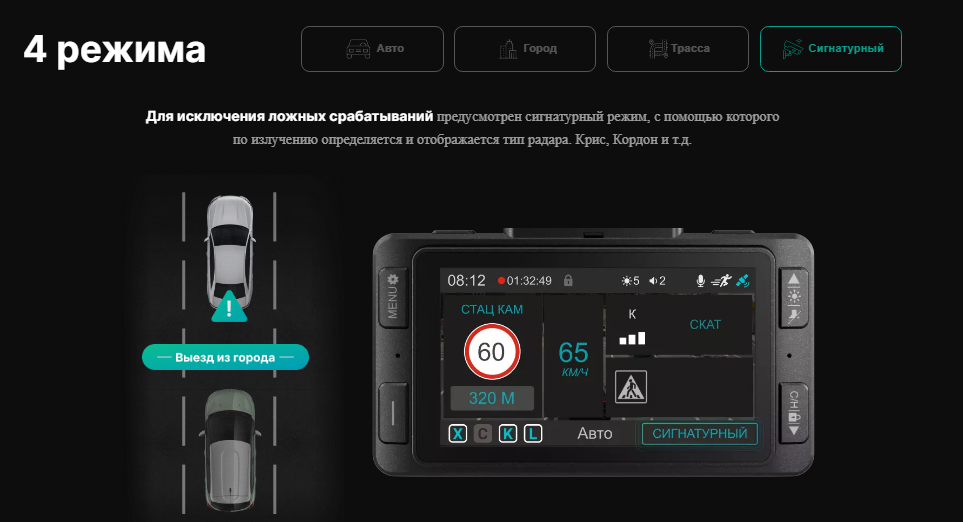 4 режима
Авто
Город
Трасса
Сигнатурный
Для исключения ложных срабатываний предусмотрен сигнатурный режим, с помощью которого
по излучению определяется и отображается тип радара. Крис, Кордон и т.д.
!
Выезд из города
MENU
08:12 01:32:49 5 2
СТАЦ КАМ
60
320 М
65
КМ/Ч
К
СКАТ
X C K L Авто СИГНАТУРНЫЙ
С/Н